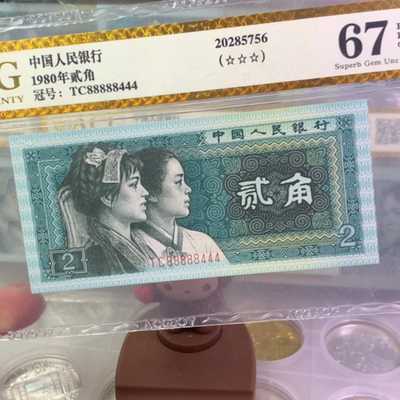 G
NTY
中国人民银行
1980年贰角
冠号：TC88888444
20285756
(☆☆☆)
67
Superb Gem Unc
中国人民银行
贰角
2
2
TC88888444